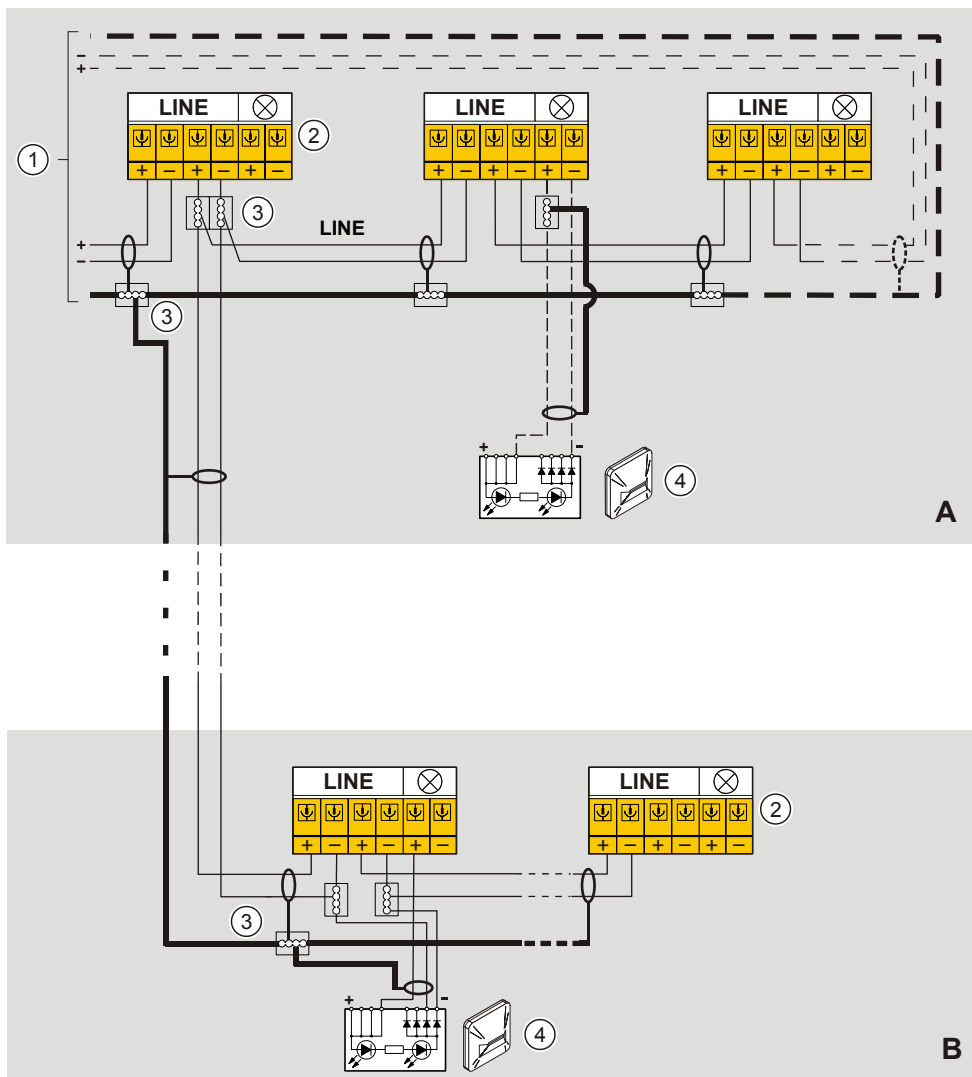 +
LINE LINE LINE
1
2
+ − + − + −
+ − + − + −
+ − + − + −
3
LINE
+
−
3
+ -
4
A
LINE LINE
2
+ − + − + −
+ − + − + −
3
+ -
4
B